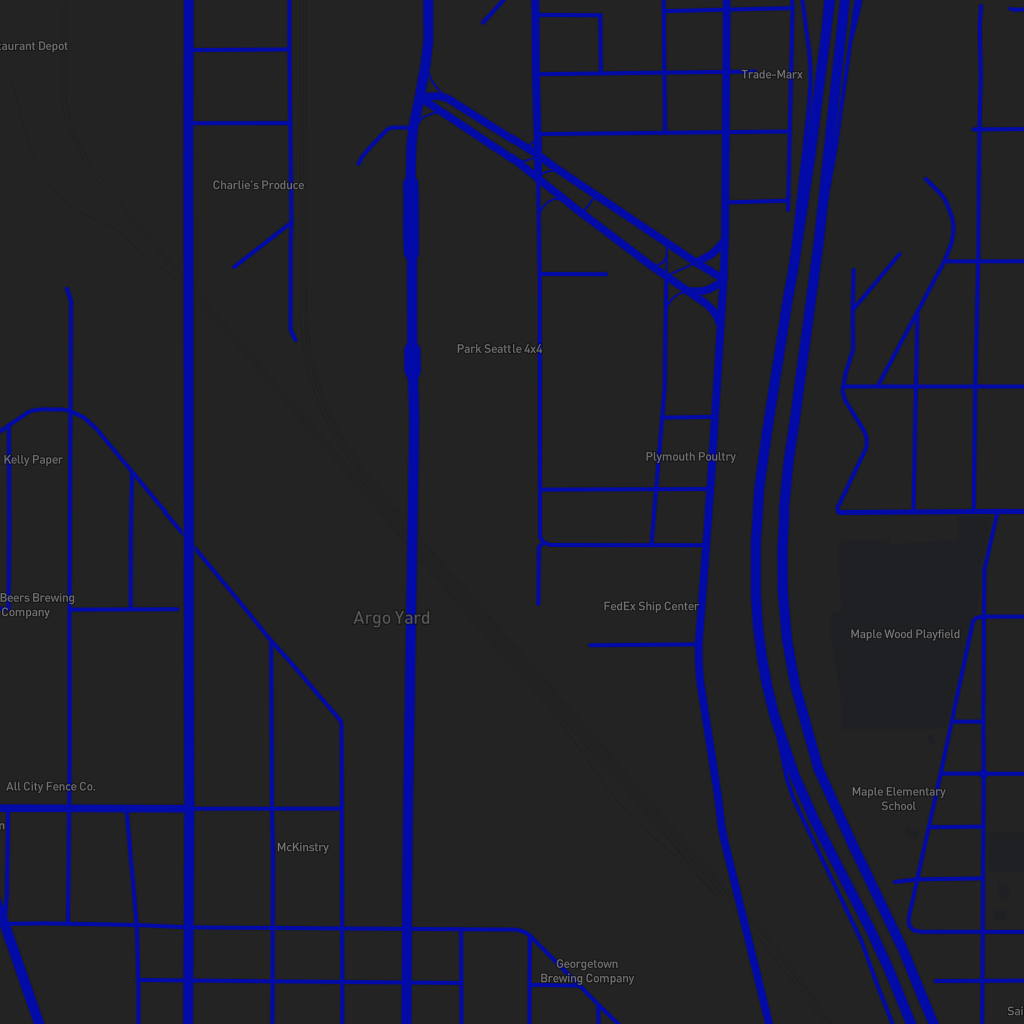 Trade-Marx
Charlie's Produce
Park Seattle 4x4
Plymouth Poultry
Kelly Paper
Beers Brewing
Company
FedEx Ship Center
Argo Yard
Maple Wood Playfield
All City Fence Co.
Maple Elementary
School
McKinstry
Georgetown
Brewing Company
Depot